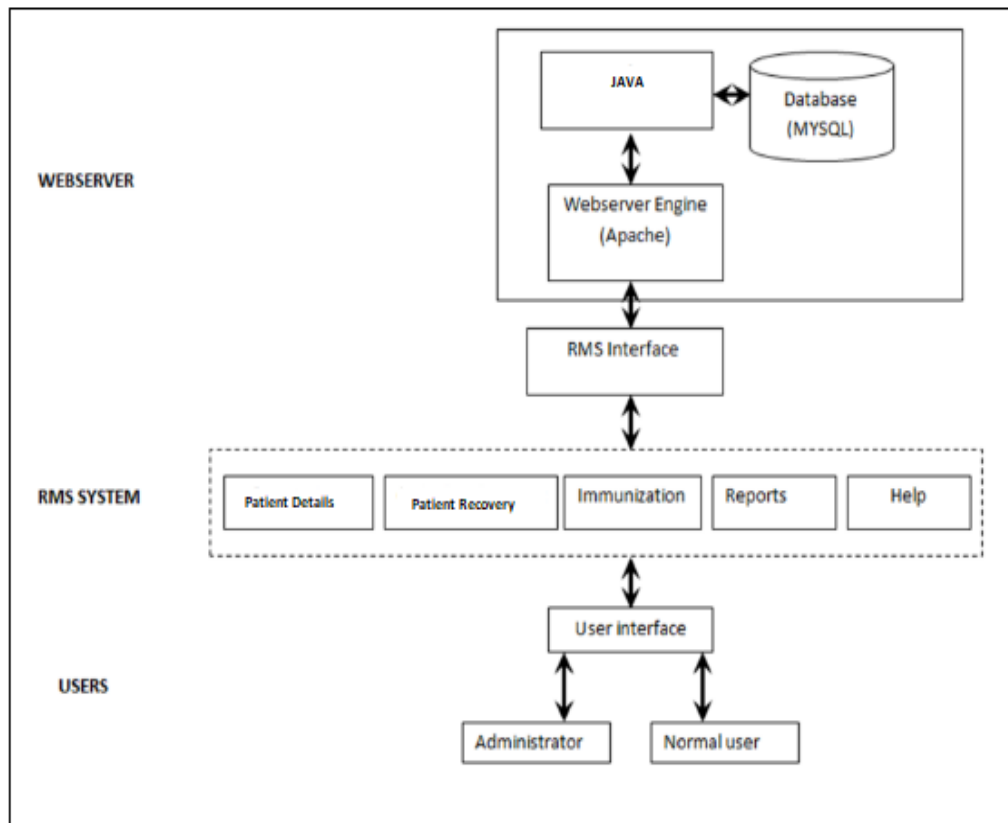 JAVA
Database
(MYSQL)
WEBSERVER
Webserver Engine
(Apache)
RMS Interface
RMS SYSTEM
Patient Details
Patient Recovery
Immunization
Reports
Help
User interface
USERS
Administrator
Normal user